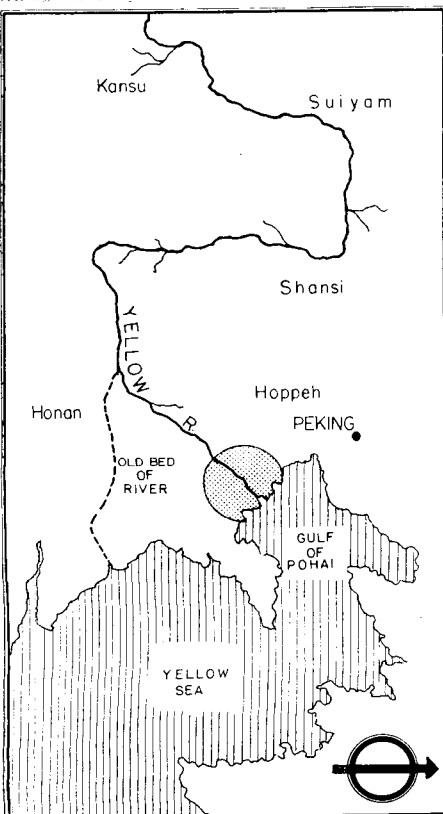 Kansu
Suiyam
Shansi
YELLOW R.
Hoppeh
PEKING
Honan
OLD BED
OF
RIVER
GULF
OF
POHAI
YELLOW
SEA